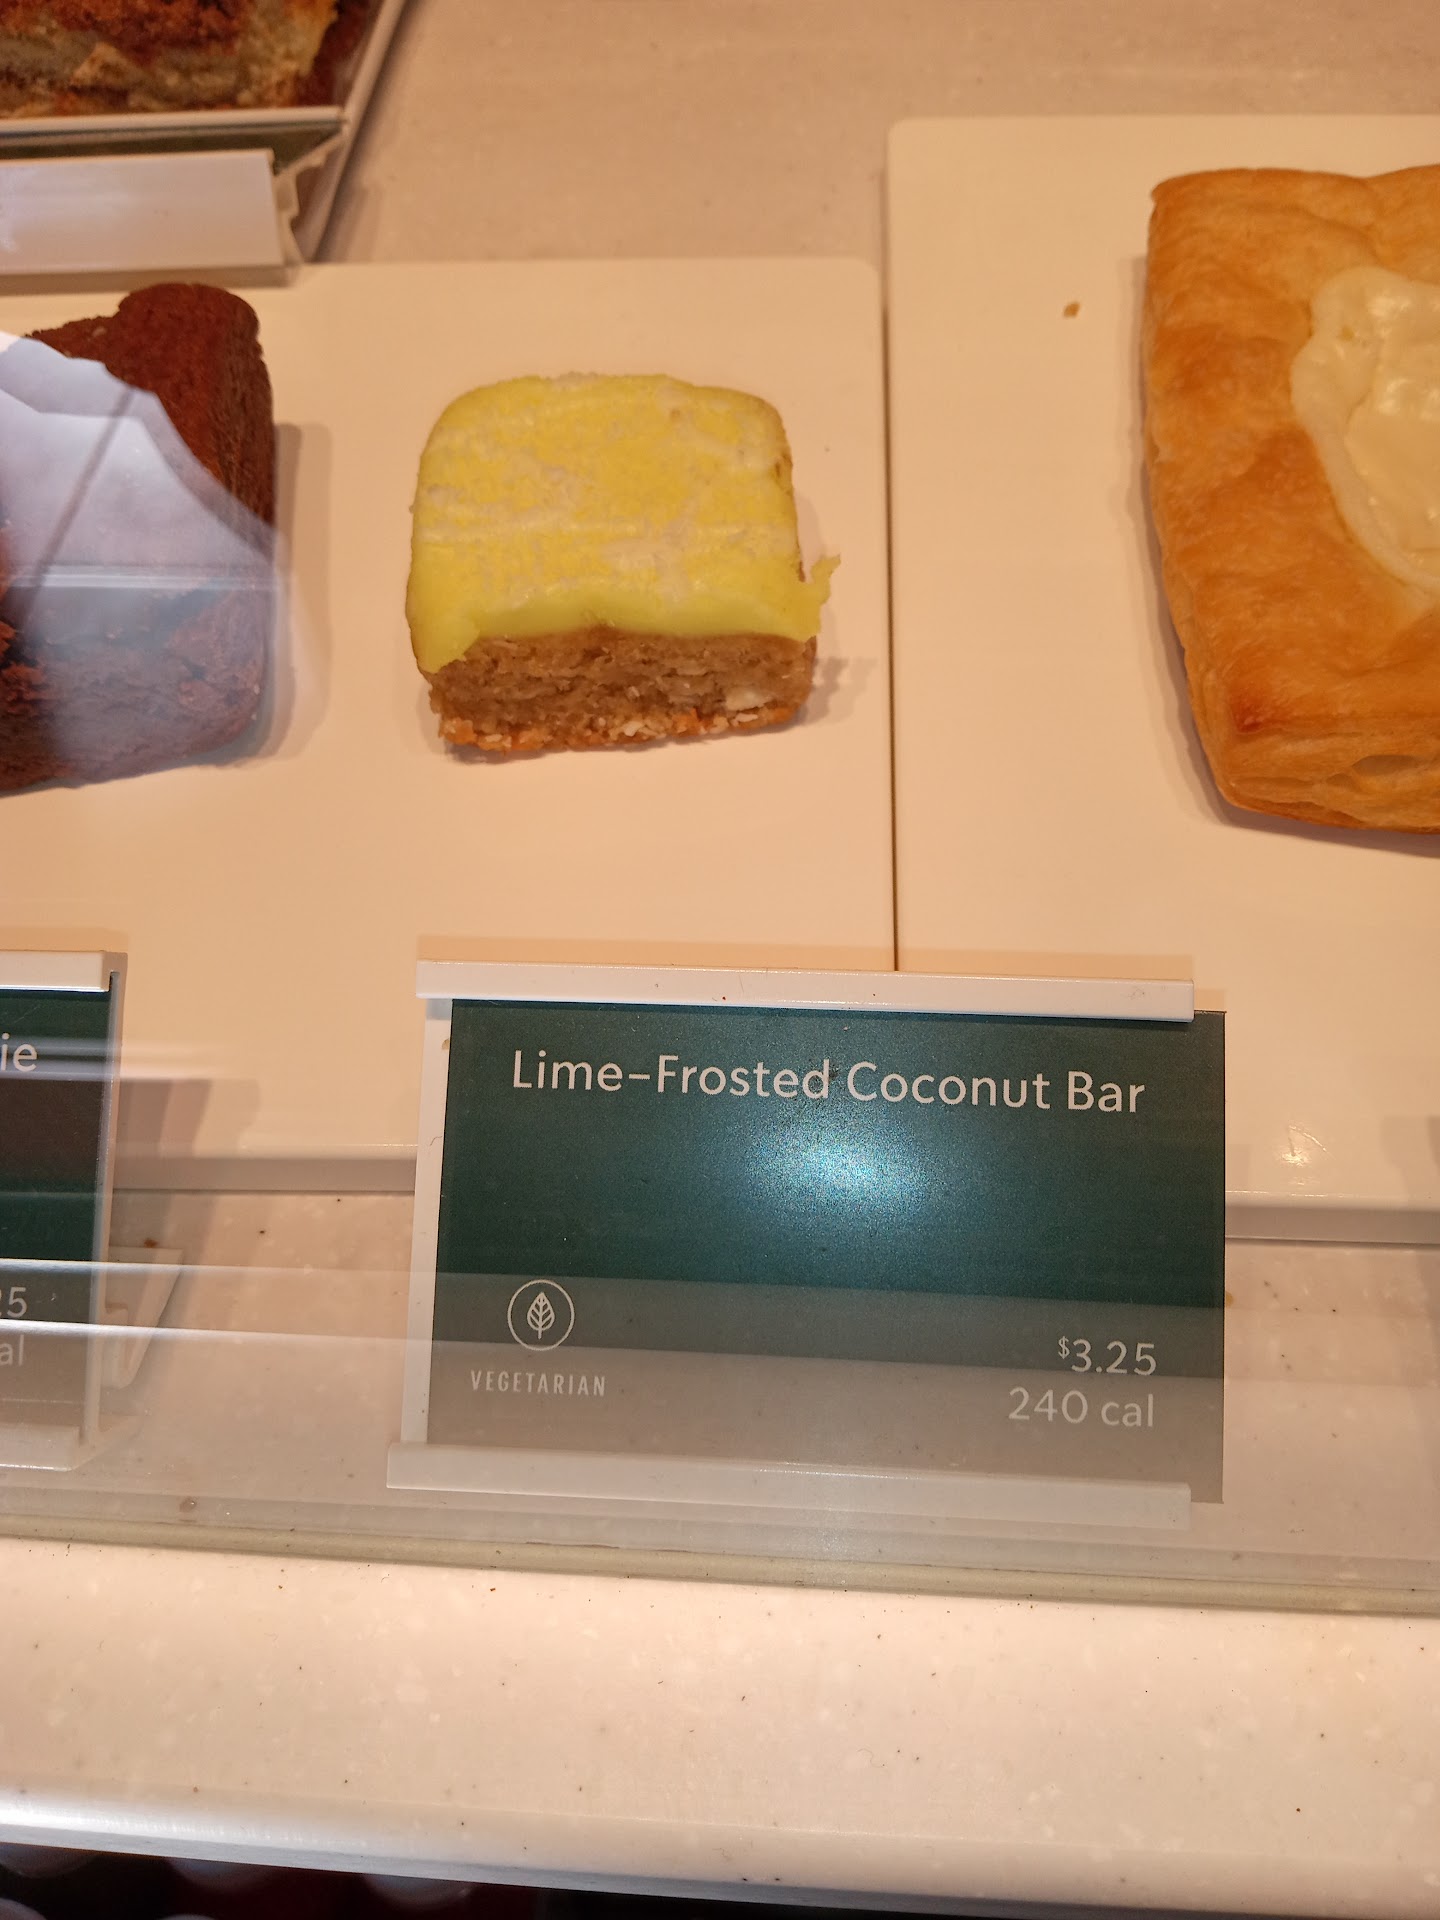 Lime-Frosted Coconut Bar
VEGETARIAN
$3.25
240 cal